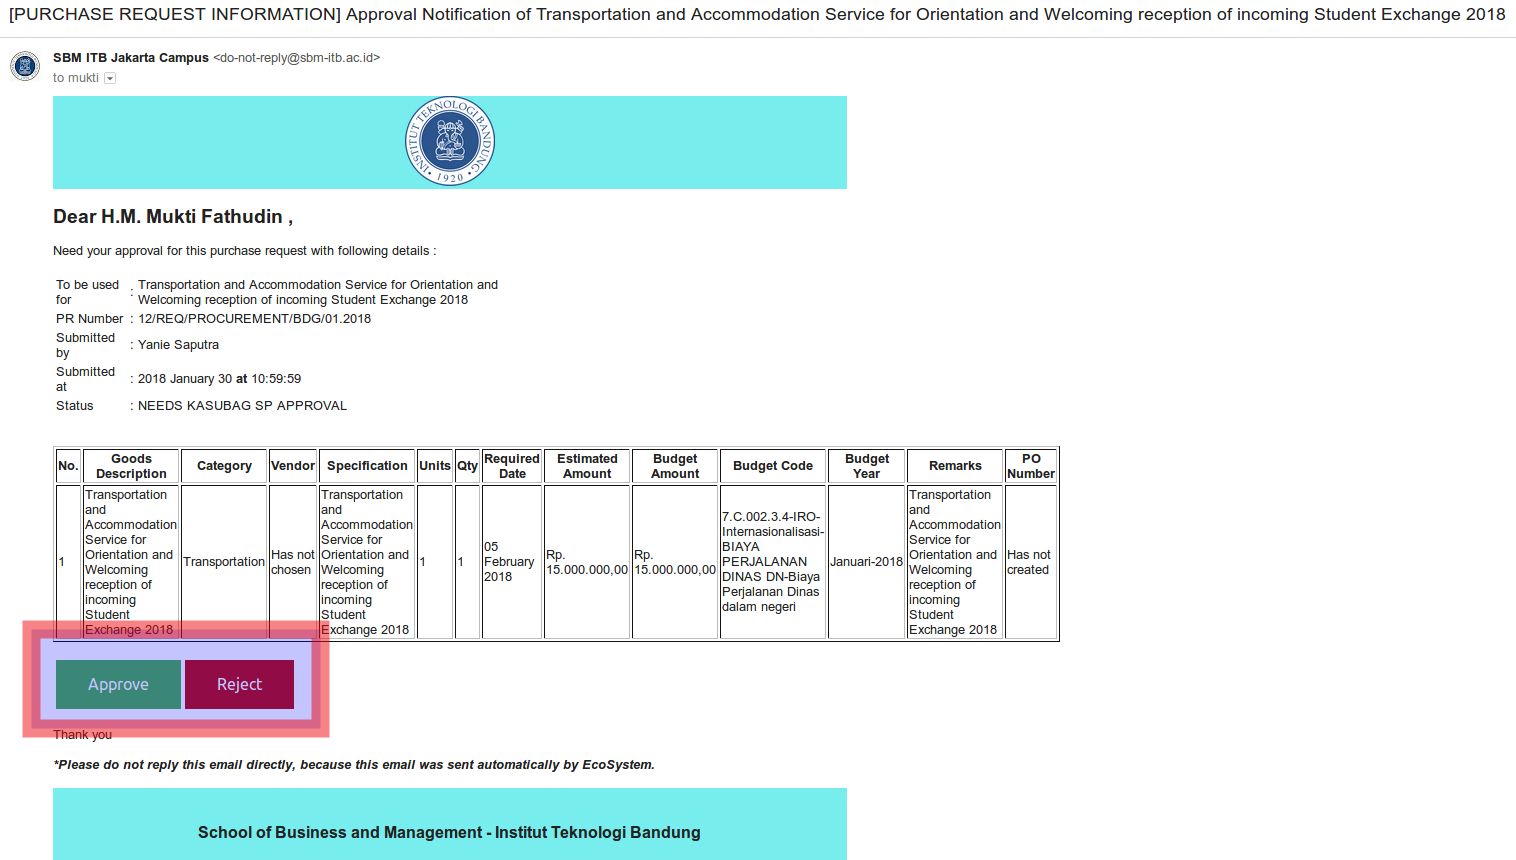 [PURCHASE REQUEST INFORMATION] Approval Notification of Transportation and Accommodation Service for Orientation and Welcoming reception of incoming Student Exchange 2018
SBM ITB Jakarta Campus <do-not-reply@sbm-itb.ac.id>
to mukti
INSTITUT TEKNOLOGI BANDUNG
1920
Dear H.M. Mukti Fathudin ,
Need your approval for this purchase request with following details :
To be used for : Transportation and Accommodation Service for Orientation and
Welcoming reception of incoming Student Exchange 2018
PR Number : 12/REQ/PROCUREMENT/BDG/01.2018
Submitted by : Yanie Saputra
Submitted at : 2018 January 30 at 10:59:59
Status : NEEDS KASUBAG SP APPROVAL
No. Goods Description Category Vendor Specification Units Qty Required Date Estimated Amount Budget Amount Budget Code Budget Year Remarks PO Number
1
Transportation
and
Accommodation
Service for
Orientation and
Welcoming
reception of
incoming
Student
Exchange 2018
Transportation
Has not
chosen
Transportation
and
Accommodation
Service for
Orientation and
Welcoming
reception of
incoming
Student
Exchange 2018
1
1
05
February
2018
Rp.
15.000.000,00
Rp.
15.000.000,00
7.C.002.3.4-IRO-
Internasionalisasi-
BIAYA
PERJALANAN
DINAS DN-Biaya
Perjalanan Dinas
dalam negeri
Januari-2018
Transportation
and
Accommodation
Service for
Orientation and
Welcoming
reception of
incoming
Student
Exchange 2018
Has not
created
Approve Reject
Thank you
*Please do not reply this email directly, because this email was sent automatically by EcoSystem.
School of Business and Management - Institut Teknologi Bandung